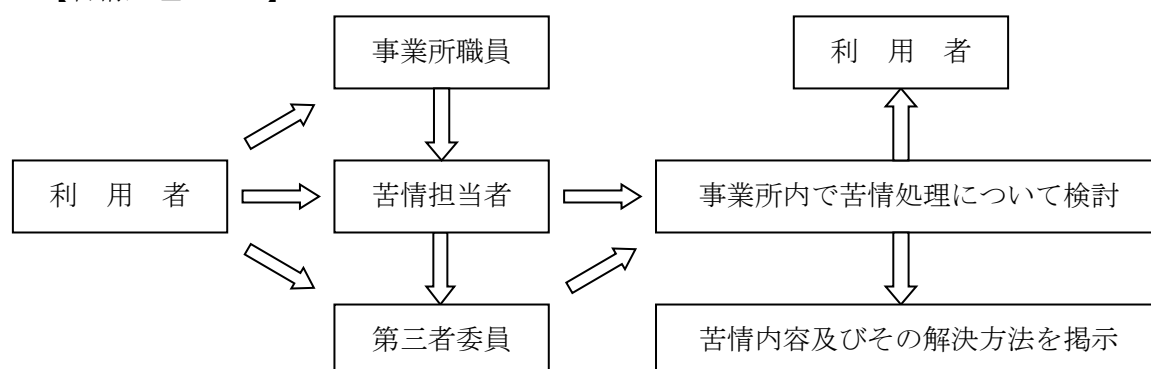 事業所職員
利　用　者
利　用　者
苦情担当者
事業所内で苦情処理について検討
第三者委員
苦情内容及びその解決方法を掲示